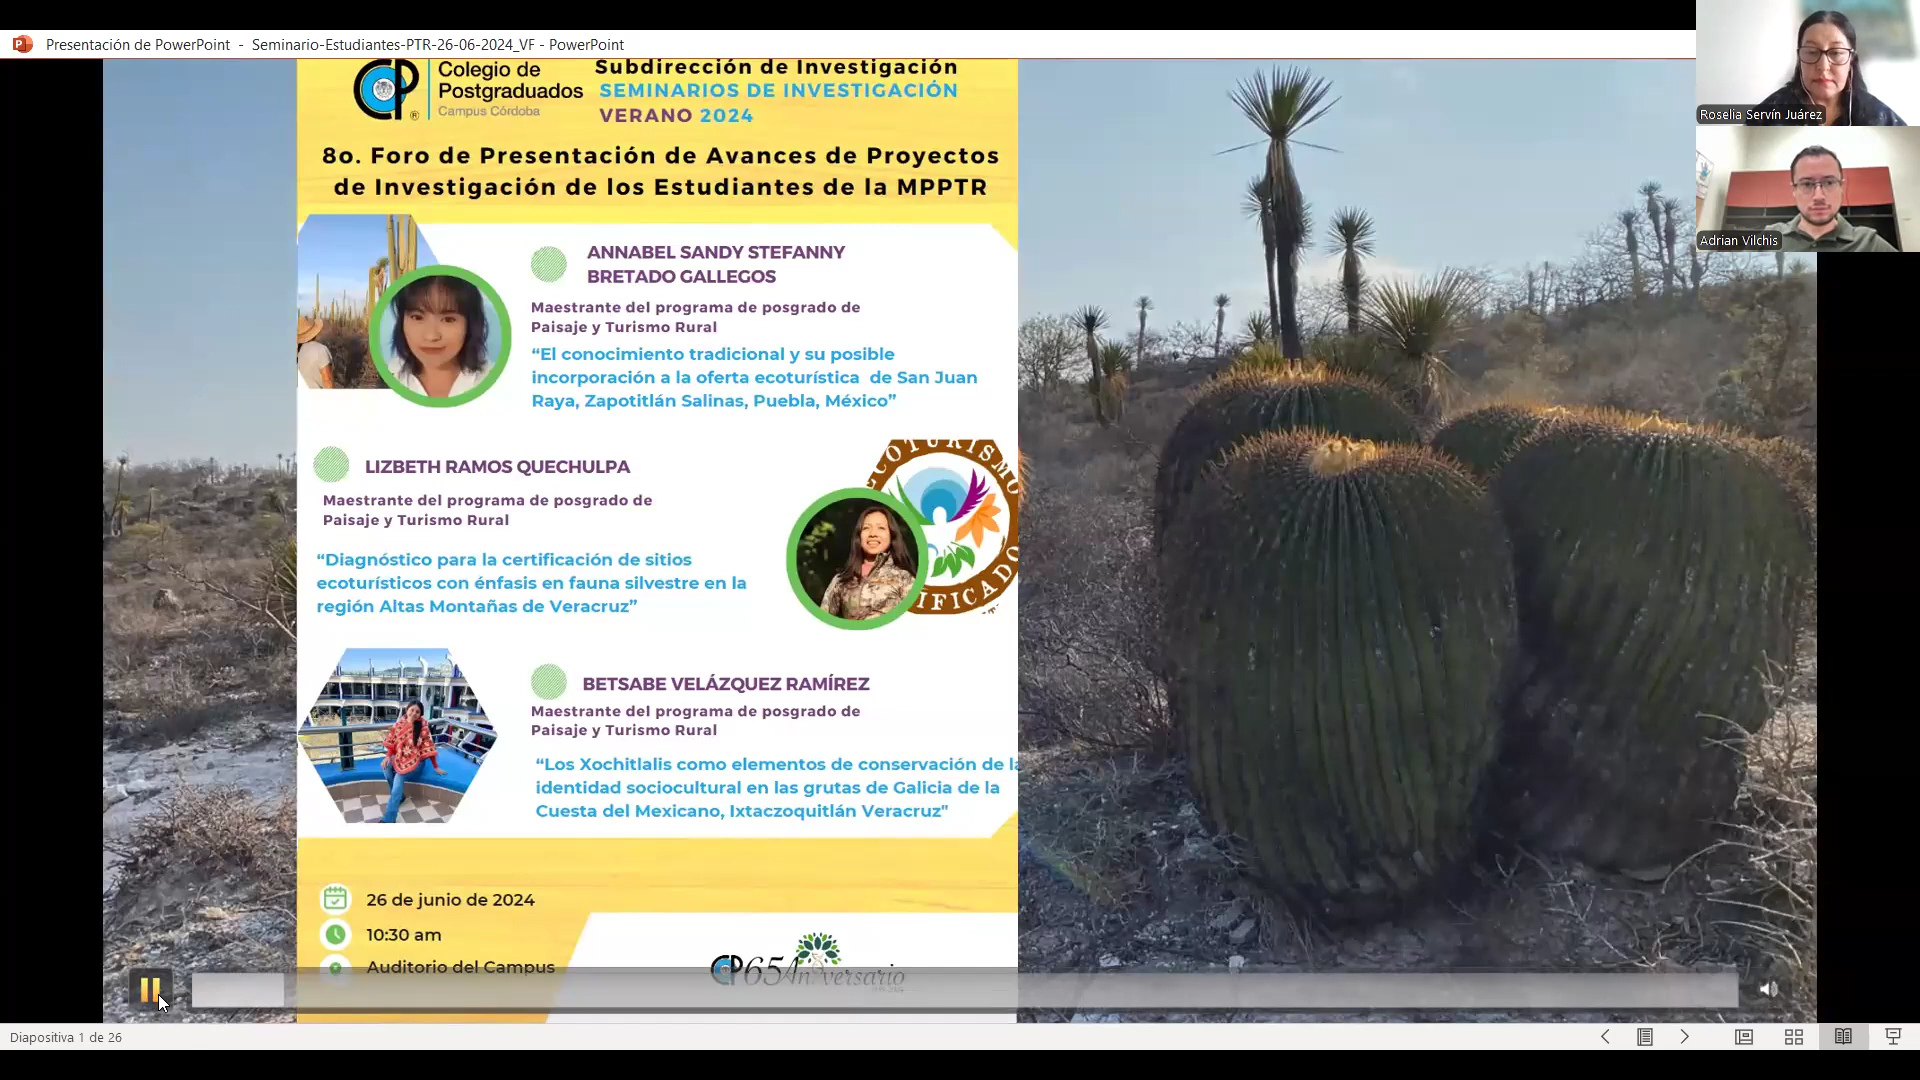 Presentación de PowerPoint - Seminario-Estudiantes-PTR-26-06-2024_VF - PowerPoint
Roselia Servín Juárez
Adrian Vilchis
CP
®
Colegio de
Postgraduados
Campus Córdoba
Subdirección de Investigación
SEMINARIOS DE INVESTIGACIÓN
VERANO 2024
8o. Foro de Presentación de Avances de Proyectos
de Investigación de los Estudiantes de la MPPTR
ANNABEL SANDY STEFANNY
BRETADO GALLEGOS
Maestrante del programa de posgrado de
Paisaje y Turismo Rural
“El conocimiento tradicional y su posible
incorporación a la oferta ecoturística de San Juan
Raya, Zapotitlán Salinas, Puebla, México”
LIZBETH RAMOS QUECHULPA
Maestrante del programa de posgrado de
Paisaje y Turismo Rural
“Diagnóstico para la certificación de sitios
ecoturísticos con énfasis en fauna silvestre en la
región Altas Montañas de Veracruz”
COTURISMO
IFICADO
BETSABE VELÁZQUEZ RAMÍREZ
Maestrante del programa de posgrado de
Paisaje y Turismo Rural
“Los Xochitlalis como elementos de conservación de la
identidad sociocultural en las grutas de Galicia de la
Cuesta del Mexicano, Ixtaczoquitlán Veracruz"
26 de junio de 2024
10:30 am
Auditorio del Campus
CP 65 Aniversario
Diapositiva 1 de 26